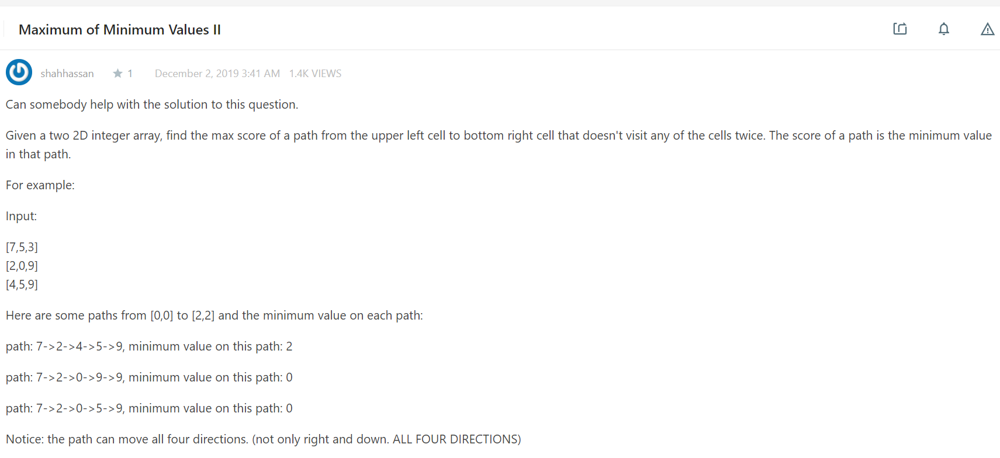 Maximum of Minimum Values II
shahhassan ★ 1 December 2, 2019 3:41 AM 1.4K VIEWS
Can somebody help with the solution to this question.
Given a two 2D integer array, find the max score of a path from the upper left cell to bottom right cell that doesn't visit any of the cells twice. The score of a path is the minimum value
in that path.
For example:
Input:
[7,5,3]
[2,0,9]
[4,5,9]
Here are some paths from [0,0] to [2,2] and the minimum value on each path:
path: 7->2->4->5->9, minimum value on this path: 2
path: 7->2->0->9->9, minimum value on this path: 0
path: 7->2->0->5->9, minimum value on this path: 0
Notice: the path can move all four directions. (not only right and down. ALL FOUR DIRECTIONS)